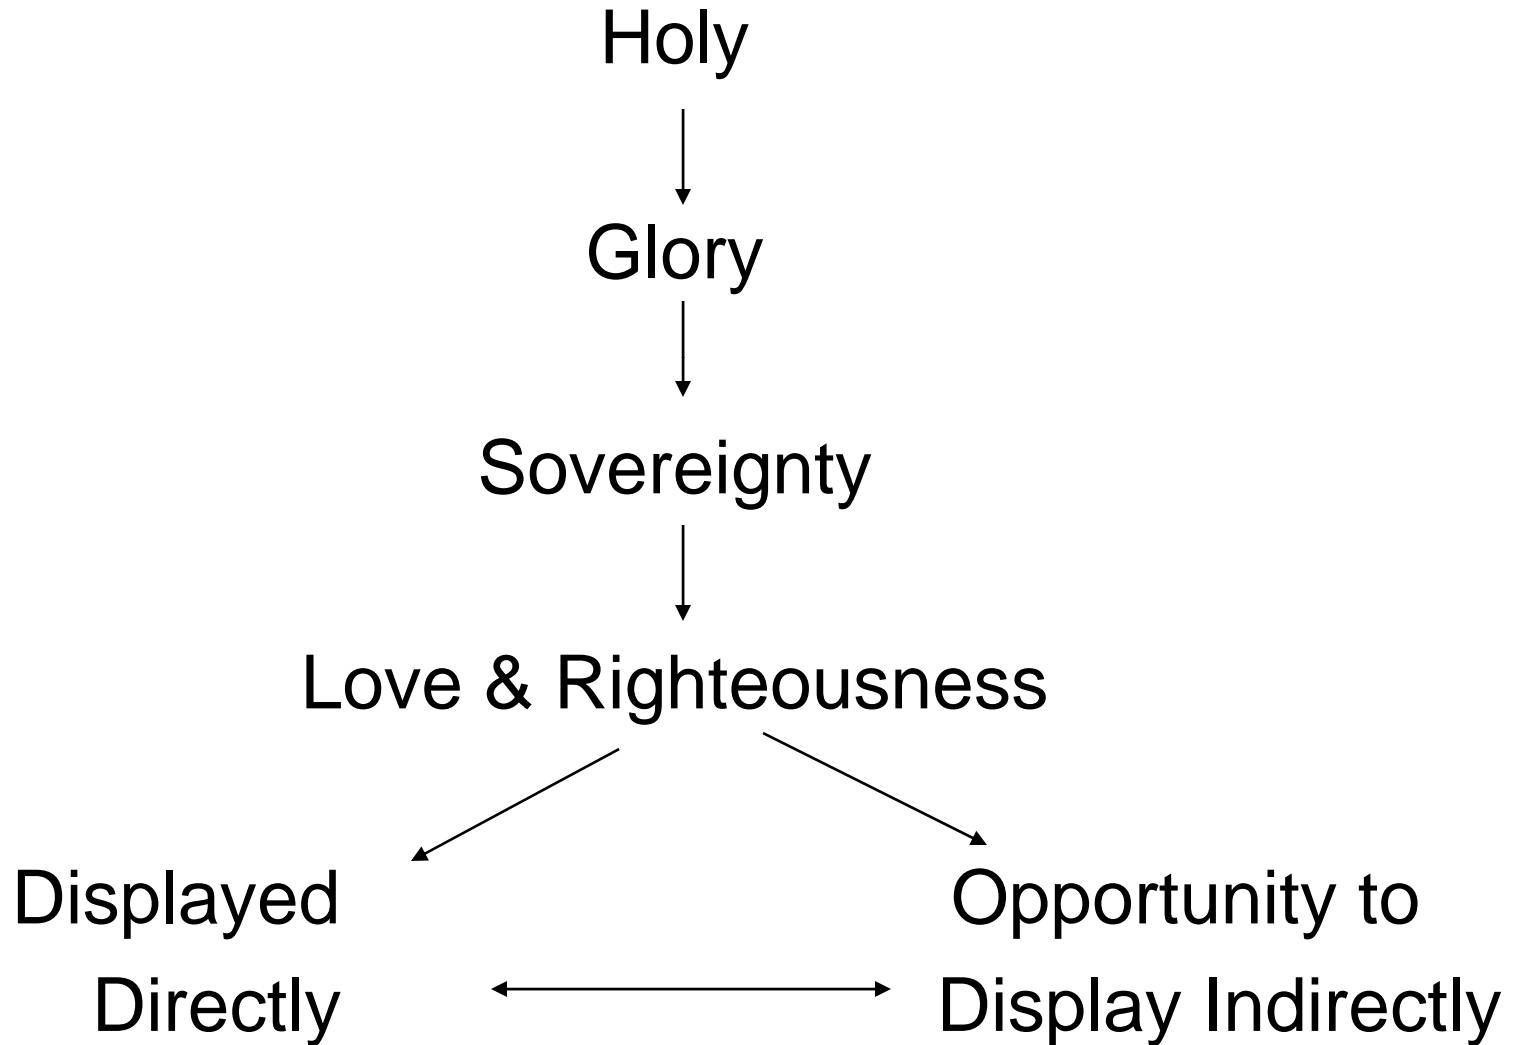 Holy
Glory
Sovereignty
Love & Righteousness
Displayed
Directly
Opportunity to
Display Indirectly